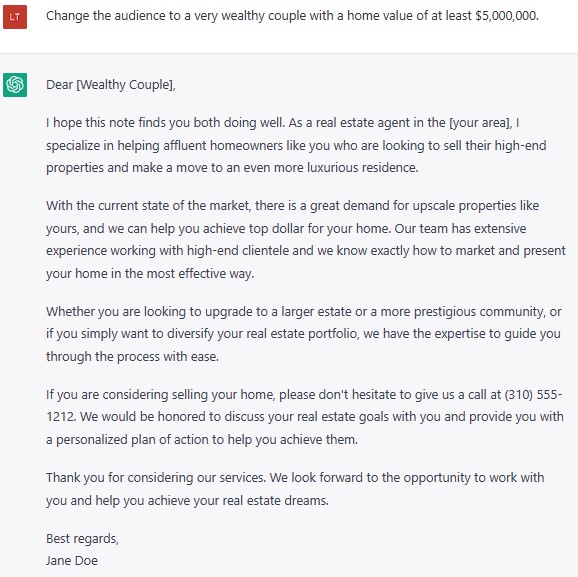 LT
Change the audience to a very wealthy couple with a home value of at least $5,000,000.
Dear [Wealthy Couple],
I hope this note finds you both doing well. As a real estate agent in the [your area], I
specialize in helping affluent homeowners like you who are looking to sell their high-end
properties and make a move to an even more luxurious residence.
With the current state of the market, there is a great demand for upscale properties like
yours, and we can help you achieve top dollar for your home. Our team has extensive
experience working with high-end clientele and we know exactly how to market and present
your home in the most effective way.
Whether you are looking to upgrade to a larger estate or a more prestigious community, or
if you simply want to diversify your real estate portfolio, we have the expertise to guide you
through the process with ease.
If you are considering selling your home, please don't hesitate to give us a call at (310) 555-
1212. We would be honored to discuss your real estate goals with you and provide you with
a personalized plan of action to help you achieve them.
Thank you for considering our services. We look forward to the opportunity to work with
you and help you achieve your real estate dreams.
Best regards,
Jane Doe